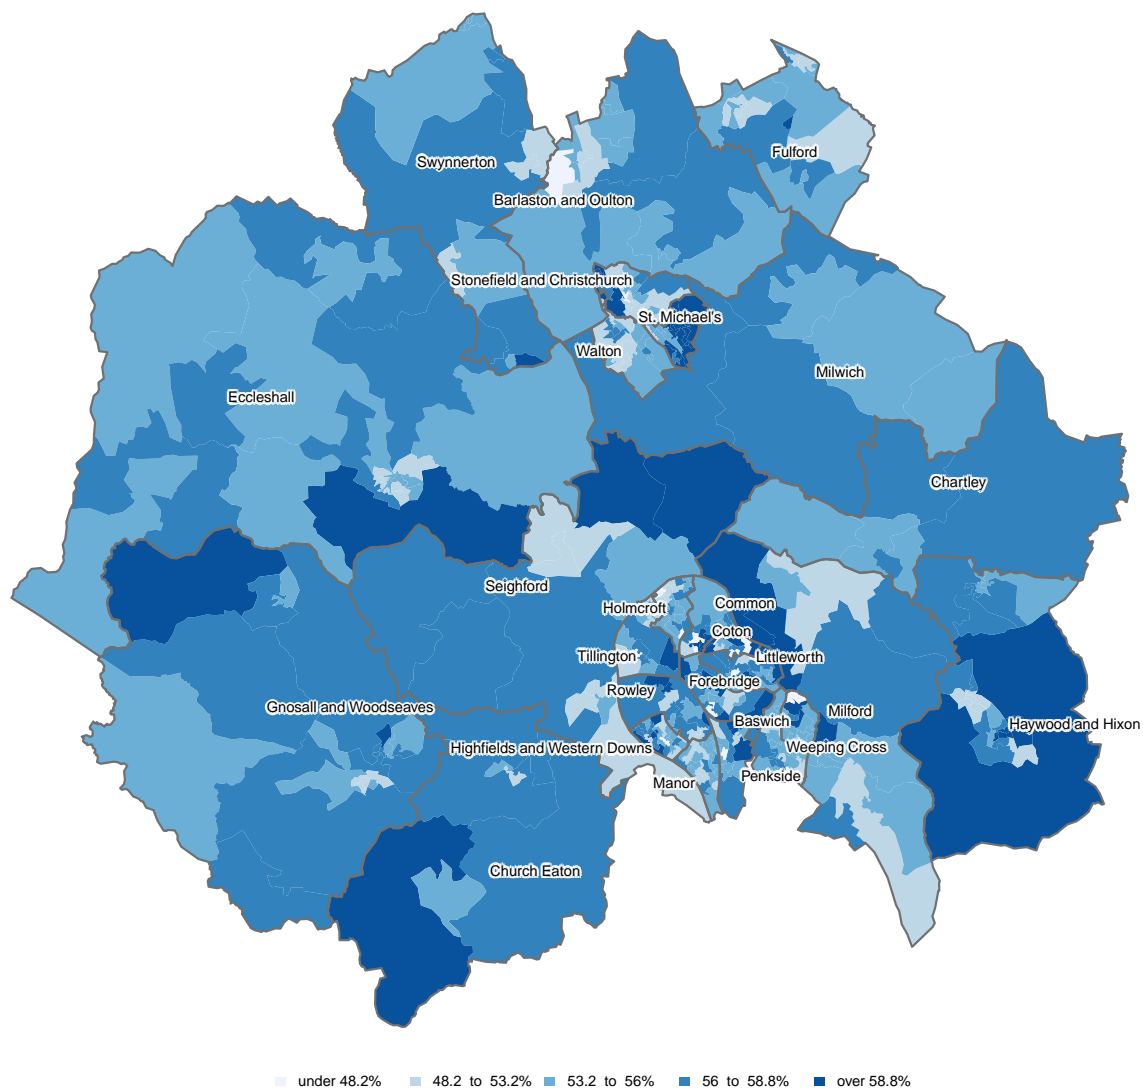 Fulford
Swynnerton
Barlaston and Oulton
Stonefield and Christchurch
St. Michael's
Walton
Milwich
Eccleshall
Chartley
Seighford
Common
Holmcroft
Coton
Tillington
Littleworth
Forebridge
Rowley
Gnosall and Woodseaves
Milford
Baswich
Haywood and Hixon
Highfields and Western Downs
Weeping Cross
Penkside
Manor
Church Eaton
under 48.2% 48.2 to 53.2% 53.2 to 56% 56 to 58.8% over 58.8%